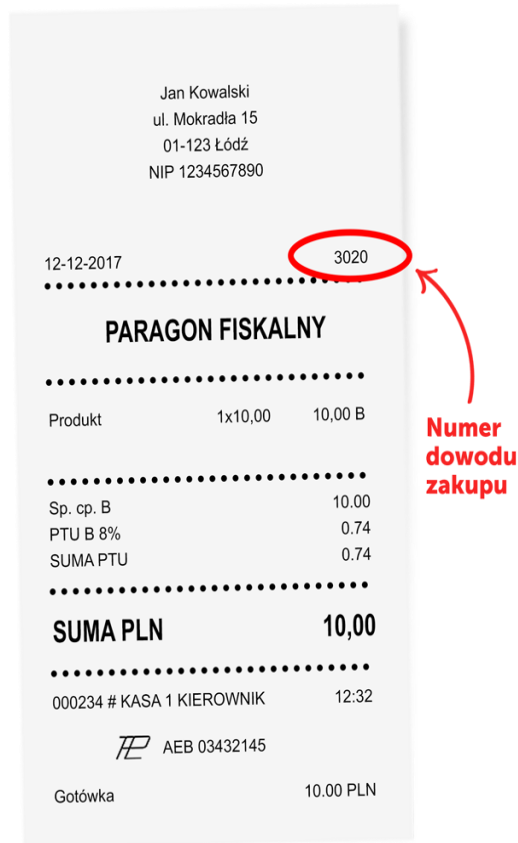 Jan Kowalski
ul. Mokradła 15
01-123 Łódź
NIP 1234567890
12-12-2017 3020
PARAGON FISKALNY
Produkt 1x10,00 10,00 B
Numer
dowodu
zakupu
Sp. cp. B 10.00
PTU B 8% 0.74
SUMA PTU 0.74
SUMA PLN 10,00
000234 # KASA 1 KIEROWNIK 12:32
AEB 03432145
Gotówka 10.00 PLN